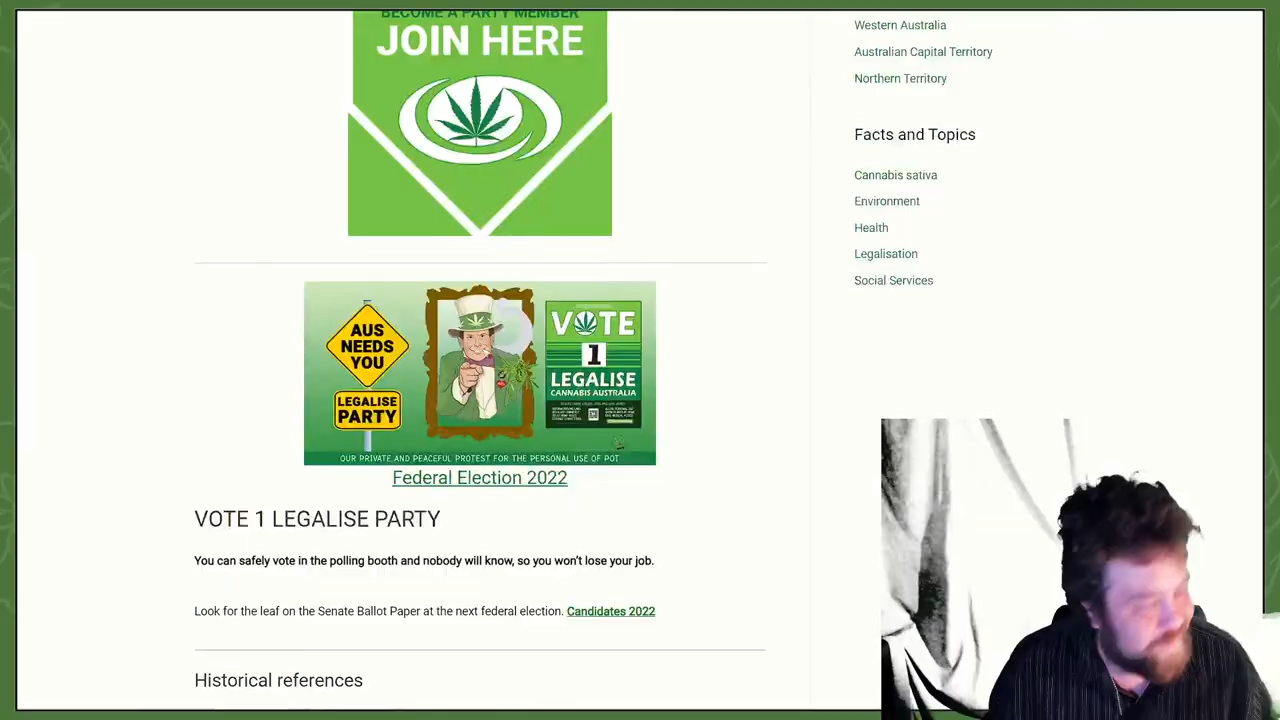 BECOME A PARTY MEMBER
JOIN HERE
AUS
NEEDS
YOU
LEGALISE
PARTY
VOTE
1
LEGALISE
CANNABIS AUSTRALIA
OUR PRIVATE AND PEACEFUL PROTEST FOR THE PERSONAL USE OF POT
Federal Election 2022
VOTE 1 LEGALISE PARTY
You can safely vote in the polling booth and nobody will know, so you won’t lose your job.
Look for the leaf on the Senate Ballot Paper at the next federal election. Candidates 2022
Historical references
Western Australia
Australian Capital Territory
Northern Territory
Facts and Topics
Cannabis sativa
Environment
Health
Legalisation
Social Services